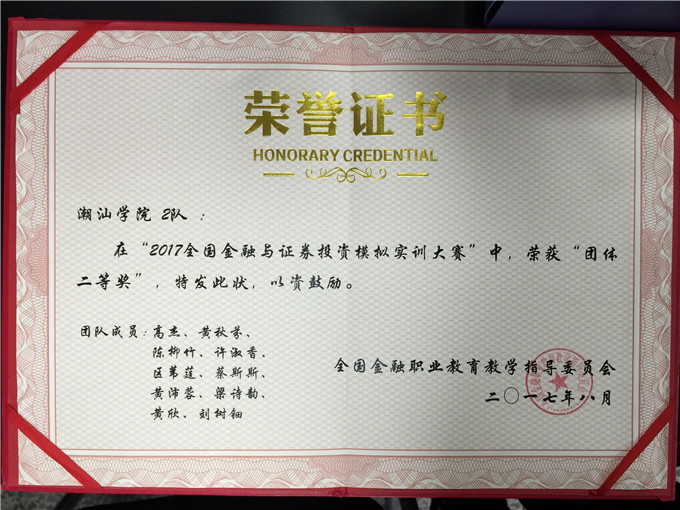 荣誉证书
HONORARY CREDENTIAL
潮汕学院 2队：
在“2017全国金融与证券投资模拟实训大赛”中，荣获“团体
二等奖”，特发此状，以资鼓励。
团队成员：高杰、黄秋芬、
陈柳竹、许淑香、
区苇莲、蔡斯斯、
黄沛蓉、梁诗韵、
黄欣、刘树钿
全国金融职业教育教学指导委员会
二〇一七年八月